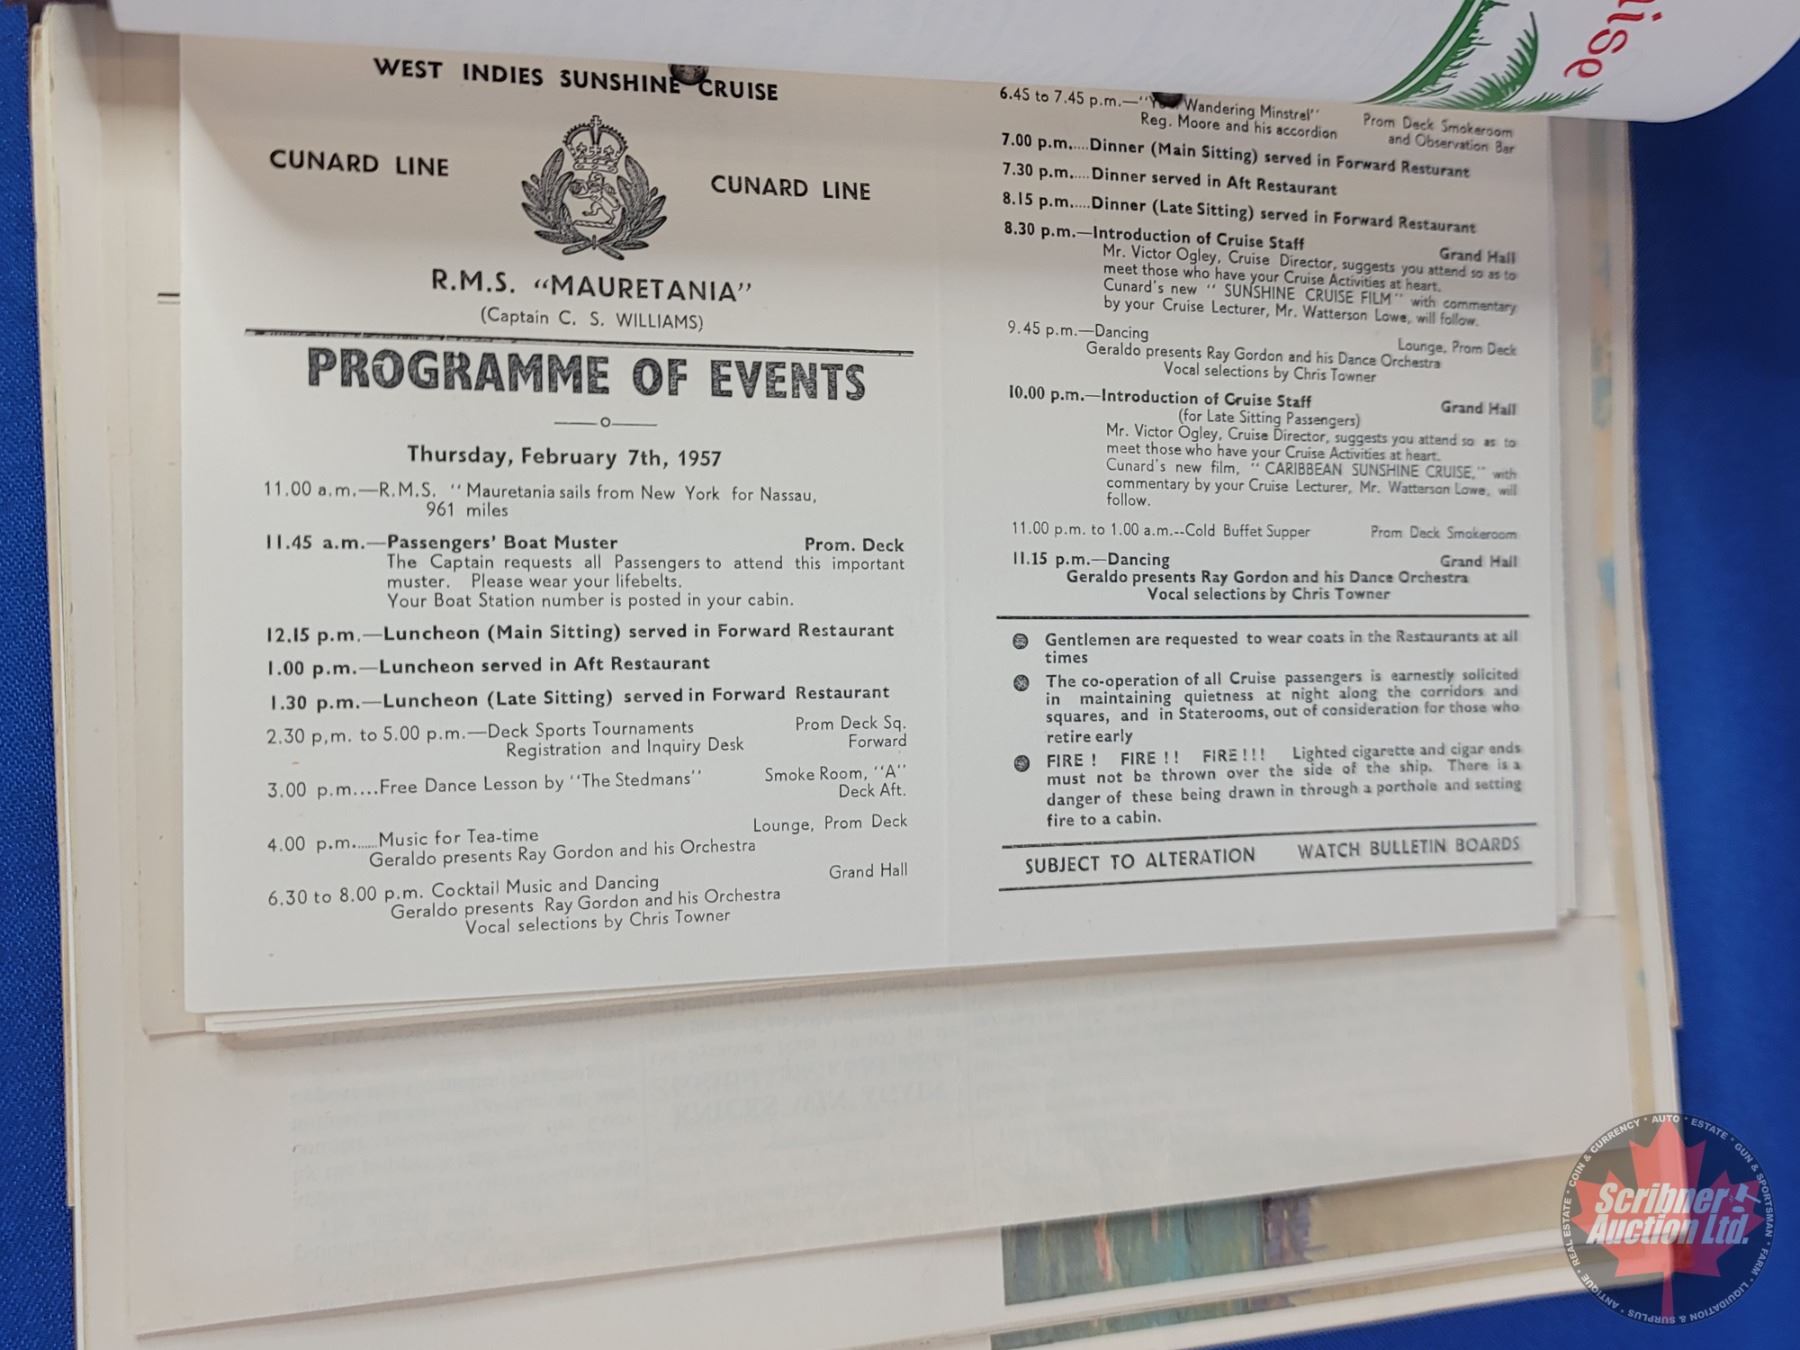 WEST INDIES SUNSHINE CRUISE
CUNARD LINE
CUNARD LINE
R.M.S. "MAURETANIA"
(Captain C. S. WILLIAMS)
PROGRAMME OF EVENTS
Thursday, February 7th, 1957
11.00 a.m.—R.M.S. "Mauretania sails from New York for Nassau,
961 miles
11.45 a.m.—Passengers' Boat Muster Prom. Deck
The Captain requests all Passengers to attend this important
muster. Please wear your lifebelts.
Your Boat Station number is posted in your cabin.
12.15 p.m.—Luncheon (Main Sitting) served in Forward Restaurant
1.00 p.m.—Luncheon served in Aft Restaurant
1.30 p.m.—Luncheon (Late Sitting) served in Forward Restaurant
2.30 p,m. to 5.00 p.m.—Deck Sports Tournaments Prom Deck Sq.
Registration and Inquiry Desk Forward
3.00 p.m....Free Dance Lesson by "The Stedmans" Smoke Room, "A"
Deck Aft.
4.00 p.m......Music for Tea-time Lounge, Prom Deck
Geraldo presents Ray Gordon and his Orchestra
6.30 to 8.00 p.m. Cocktail Music and Dancing Grand Hall
Geraldo presents Ray Gordon and his Orchestra
Vocal selections by Chris Towner
6.45 to 7.45 p.m.—" Wandering Minstrel" Prom Deck Smokeroom
Reg. Moore and his accordion and Observation Bar
7.00 p.m.....Dinner (Main Sitting) served in Forward Resturant
7.30 p.m.....Dinner served in Aft Restaurant
8.15 p.m.....Dinner (Late Sitting) served in Forward Restaurant
8.30 p.m.—Introduction of Cruise Staff Grand Hall
Mr. Victor Ogley, Cruise Director, suggests you attend so as to
meet those who have your Cruise Activities at heart.
Cunard's new " SUNSHINE CRUISE FILM " with commentary
by your Cruise Lecturer, Mr. Watterson Lowe, will follow.
9.45 p.m.—Dancing Lounge, Prom Deck
Geraldo presents Ray Gordon and his Dance Orchestra
Vocal selections by Chris Towner
10.00 p.m.—Introduction of Cruise Staff Grand Hall
(for Late Sitting Passengers)
Mr. Victor Ogley, Cruise Director, suggests you attend so as to
meet those who have your Cruise Activities at heart.
Cunard's new film, " CARIBBEAN SUNSHINE CRUISE," with
commentary by your Cruise Lecturer, Mr. Watterson Lowe, will
follow.
11.00 p.m. to 1.00 a.m.--Cold Buffet Supper Prom Deck Smokeroom
11.15 p.m.—Dancing Grand Hall
Geraldo presents Ray Gordon and his Dance Orchestra
Vocal selections by Chris Towner
Gentlemen are requested to wear coats in the Restaurants at all
times
The co-operation of all Cruise passengers is earnestly solicited
in maintaining quietness at night along the corridors and
squares, and in Staterooms, out of consideration for those who
retire early
FIRE ! FIRE ! ! FIRE ! ! ! Lighted cigarette and cigar ends
must not be thrown over the side of the ship. There is a
danger of these being drawn in through a porthole and setting
fire to a cabin.
SUBJECT TO ALTERATION WATCH BULLETIN BOARDS
ise
Scribner
Auction Ltd.
COIN & CURRENCY • AUTO • ESTATE • GUN & SPORTSMAN • FARM • LIQUIDATION & SURPLUS • ANTIQUE • REAL ESTATE